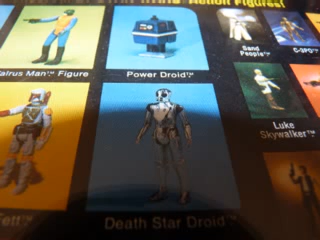 Action Figures!
Walrus Man™ Figure
Power Droid™
Sand
People™
C-3PO™
Luke
Skywalker™
Fett™
Death Star Droid™